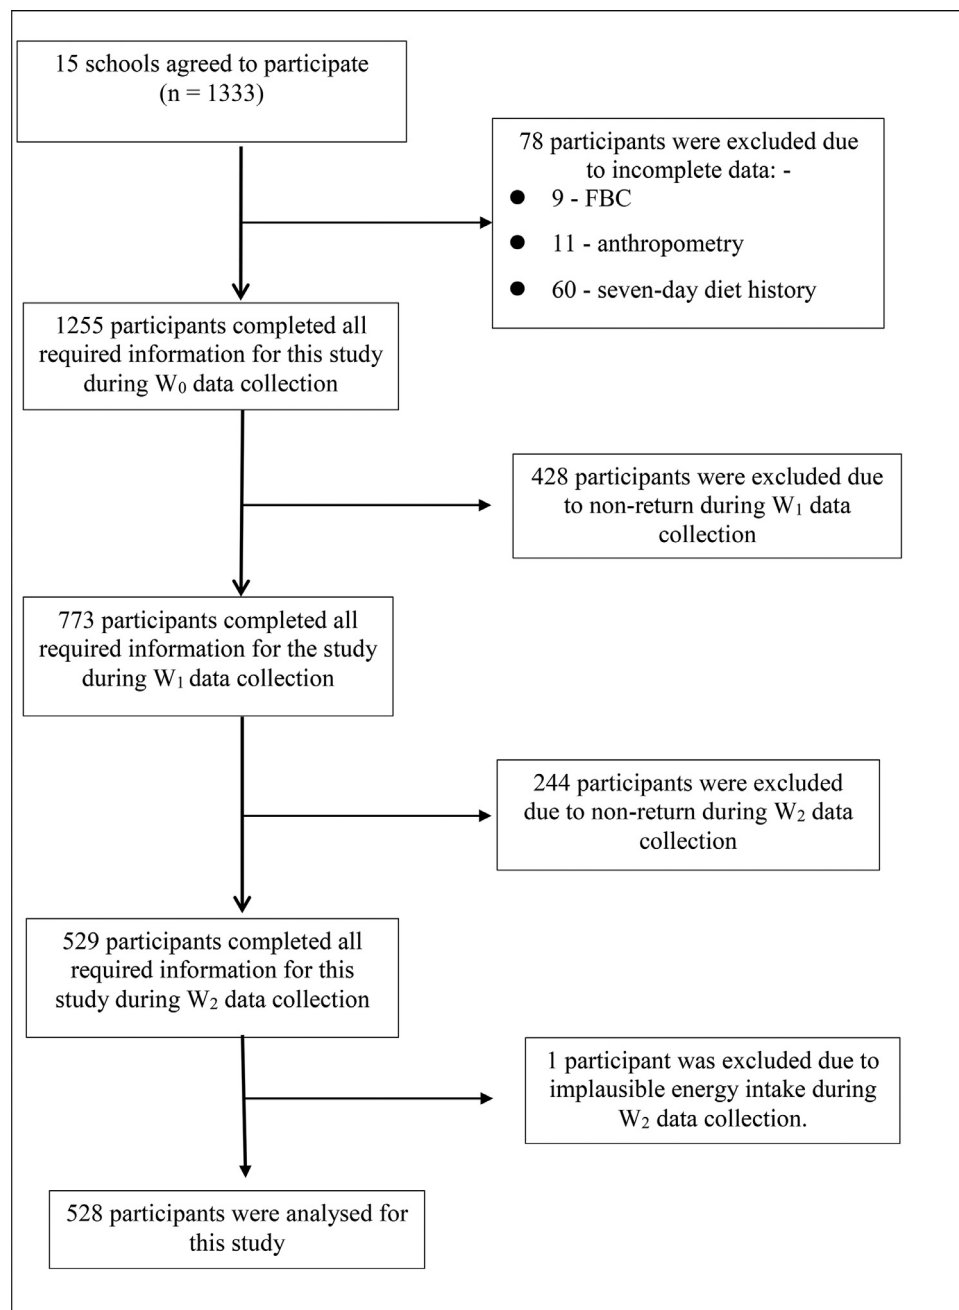 15 schools agreed to participate
(n = 1333)
78 participants were excluded due
to incomplete data: -
● 9 - FBC
● 11 - anthropometry
● 60 - seven-day diet history
1255 participants completed all
required information for this study
during W₀ data collection
428 participants were excluded due
to non-return during W₁ data
collection
773 participants completed all
required information for the study
during W₁ data collection
244 participants were excluded
due to non-return during W₂ data
collection
529 participants completed all
required information for this
study during W₂ data collection
1 participant was excluded due to
implausible energy intake during
W₂ data collection.
528 participants were analysed for
this study